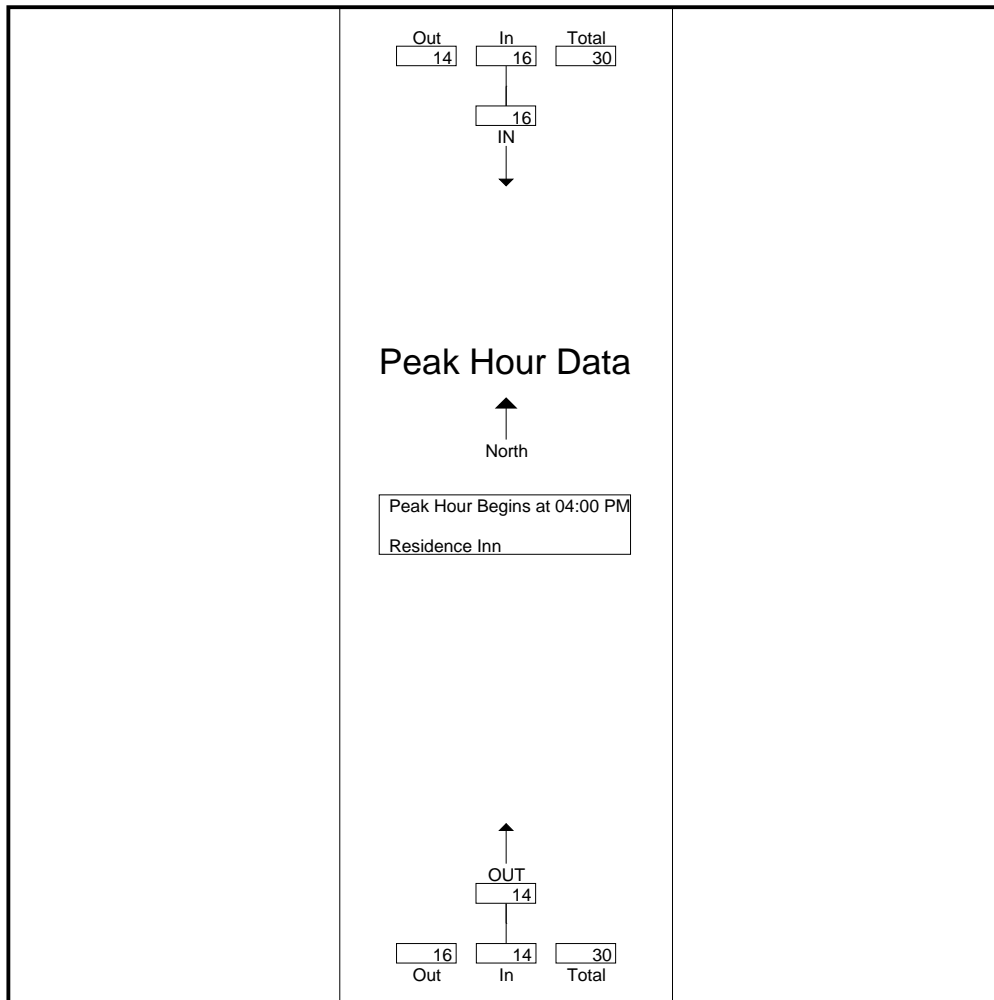 Out In Total
14 16 30
16
IN
Peak Hour Data
North
Peak Hour Begins at 04:00 PM
Residence Inn
OUT
14
16 14 30
Out In Total